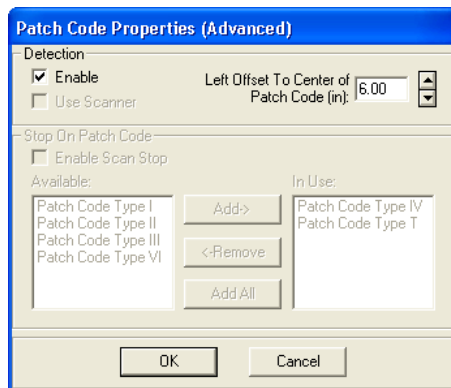 Patch Code Properties (Advanced)
Detection
Enable
Use Scanner
Left Offset To Center of
Patch Code (in):
6.00
Stop On Patch Code
Enable Scan Stop
Available:
In Use:
Patch Code Type I
Patch Code Type II
Patch Code Type III
Patch Code Type VI
Add->
<-Remove
Add All
Patch Code Type IV
Patch Code Type T
OK
Cancel